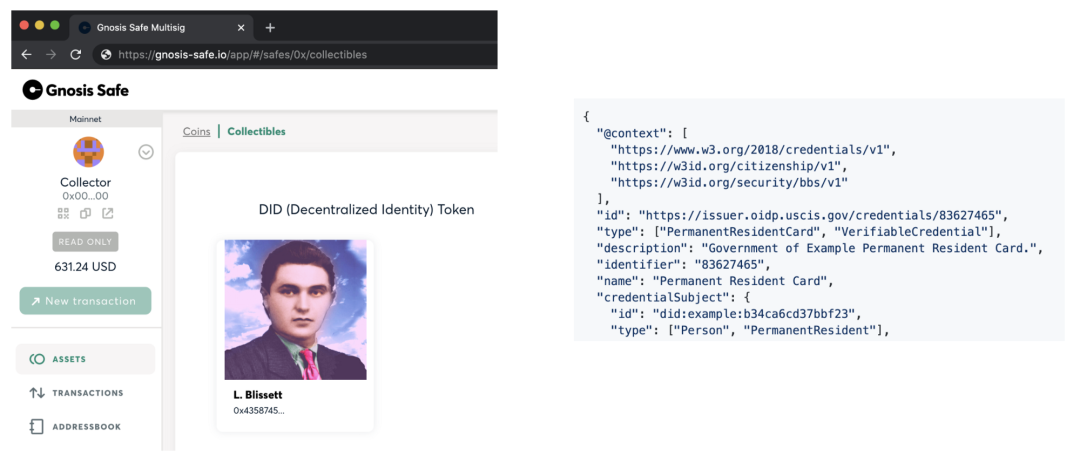 Gnosis Safe Multisig
https://gnosis-safe.io/app/#/safes/0x/collectibles
Gnosis Safe
Mainnet
Coins | Collectibles
Collector
0x00...00
READ ONLY
631.24 USD
New transaction
ASSETS
TRANSACTIONS
ADDRESSBOOK
DID (Decentralized Identity) Token
L. Blissett
0x4358745...
{
"@context": [
"https://www.w3.org/2018/credentials/v1",
"https://w3id.org/citizenship/v1",
"https://w3id.org/security/bbs/v1"
],
"id": "https://issuer.oidp.uscis.gov/credentials/83627465",
"type": ["PermanentResidentCard", "VerifiableCredential"],
"description": "Government of Example Permanent Resident Card.",
"identifier": "83627465",
"name": "Permanent Resident Card",
"credentialSubject": {
"id": "did:example:b34ca6cd37bbf23",
"type": ["Person", "PermanentResident"],